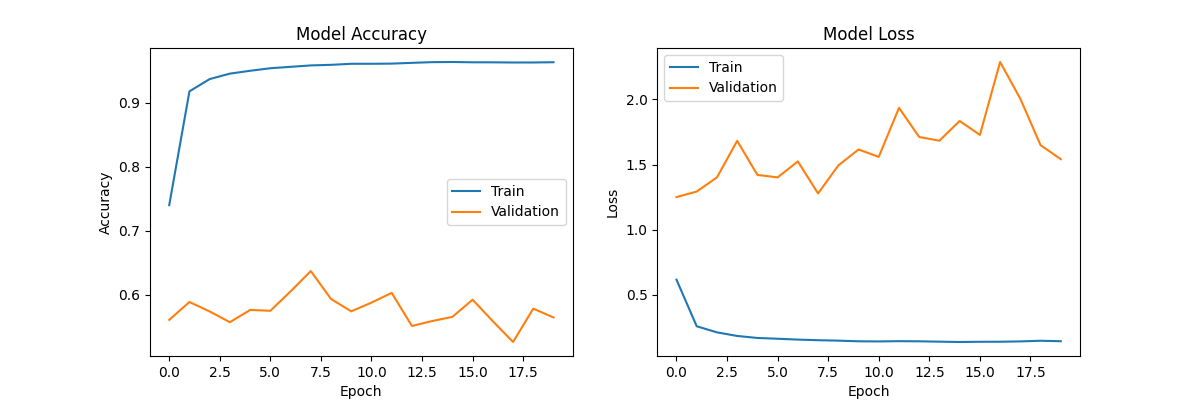 Model Accuracy
Accuracy
0.9
0.8
0.7
0.6
Train
Validation
0.0 2.5 5.0 7.5 10.0 12.5 15.0 17.5
Epoch
Model Loss
Loss
2.0
1.5
1.0
0.5
Train
Validation
0.0 2.5 5.0 7.5 10.0 12.5 15.0 17.5
Epoch